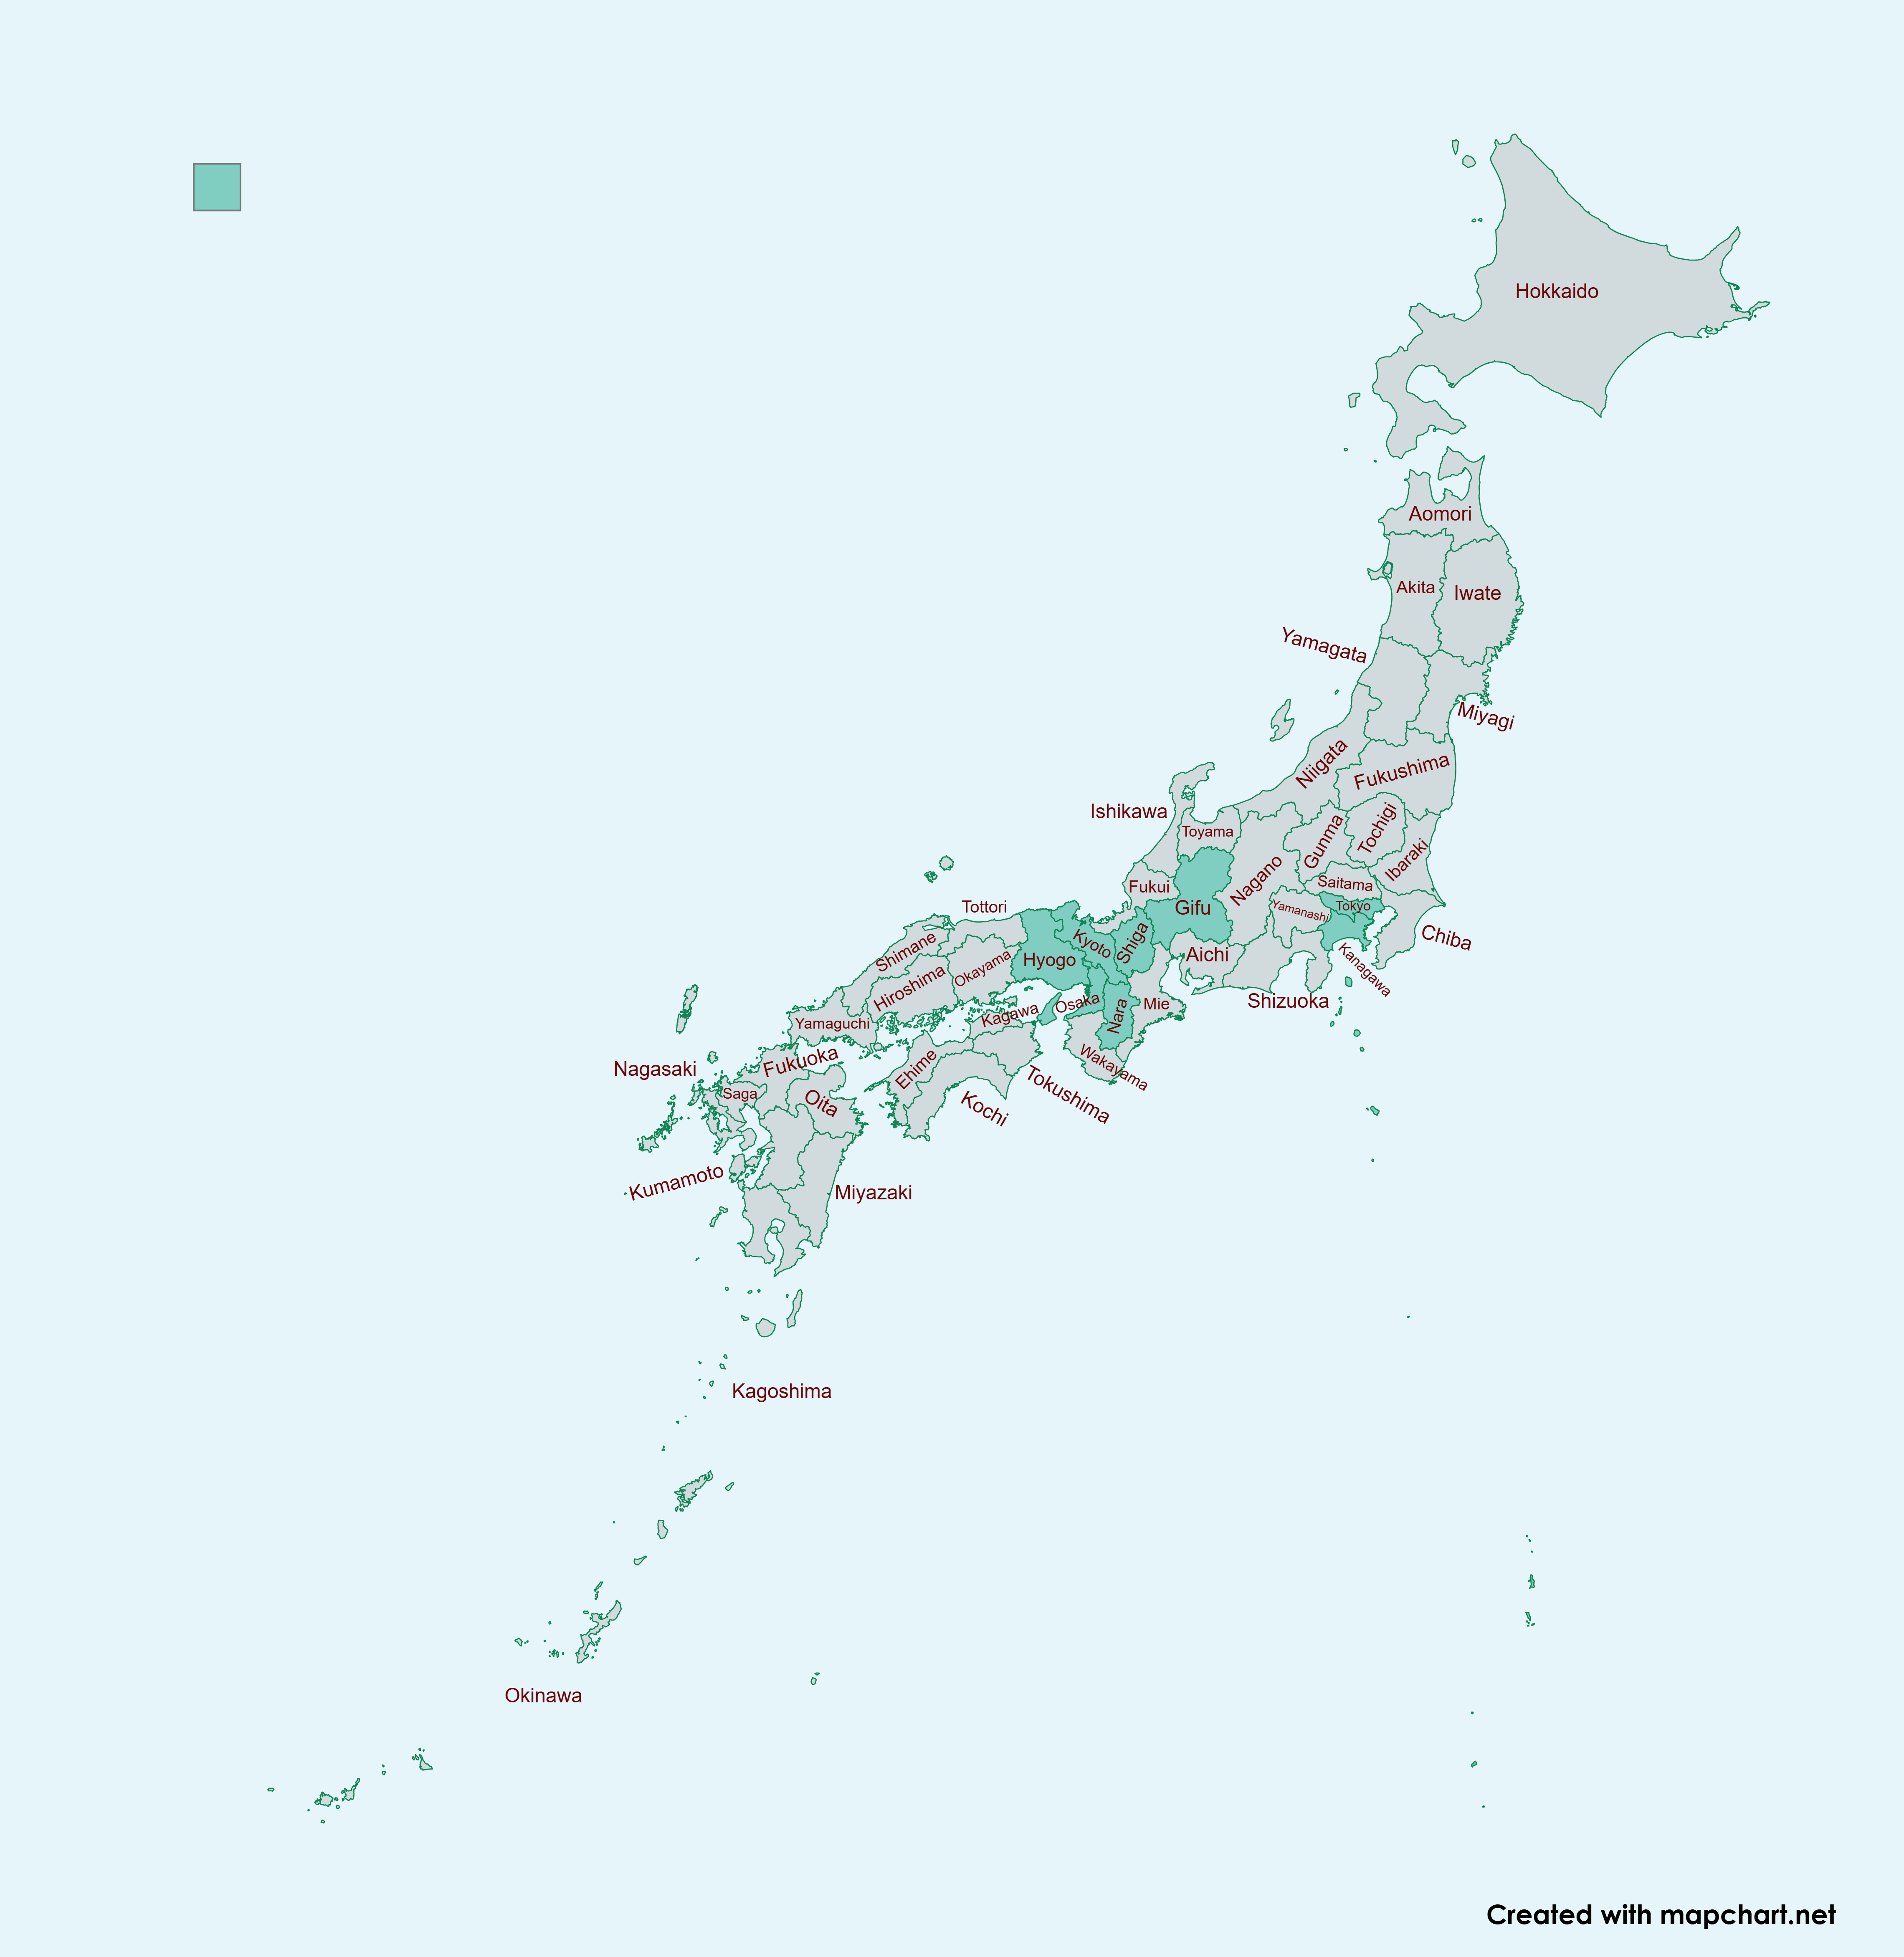 Hokkaido
Aomori
Akita
Iwate
Yamagata
Miyagi
Niigata
Fukushima
Ishikawa
Toyama
Gunma
Tochigi
Ibaraki
Nagano
Saitama
Fukui
Gifu
Yamanashi
Tokyo
Tottori
Chiba
Shimane
Kyoto
Shiga
Aichi
Hyogo
Okayama
Kanagawa
Hiroshima
Shizuoka
Osaka
Nara
Mie
Kagawa
Yamaguchi
Wakayama
Fukuoka
Nagasaki
Ehime
Tokushima
Saga
Oita
Kochi
Kumamoto
Miyazaki
Kagoshima
Okinawa
Created with mapchart.net